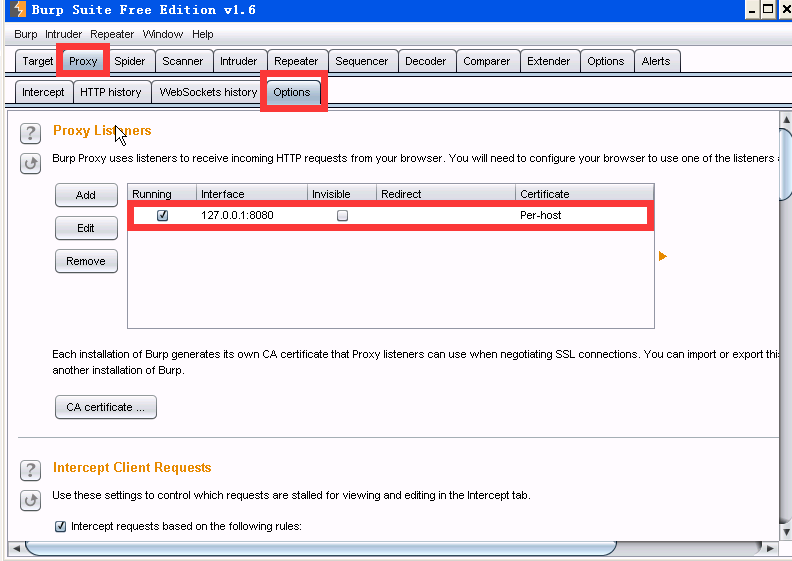 Burp Suite Free Edition v1.6
Burp Intruder Repeater Window Help
Target Proxy Spider Scanner Intruder Repeater Sequencer Decoder Comparer Extender Options Alerts
Intercept HTTP history WebSockets history Options
? Proxy Listeners
Burp Proxy uses listeners to receive incoming HTTP requests from your browser. You will need to configure your browser to use one of the listeners
Add Running Interface Invisible Redirect Certificate
127.0.0.1:8080 Per-host
Edit
Remove
Each installation of Burp generates its own CA certificate that Proxy listeners can use when negotiating SSL connections. You can import or export
another installation of Burp.
CA certificate ...
? Intercept Client Requests
Use these settings to control which requests are stalled for viewing and editing in the Intercept tab.
Intercept requests based on the following rules: